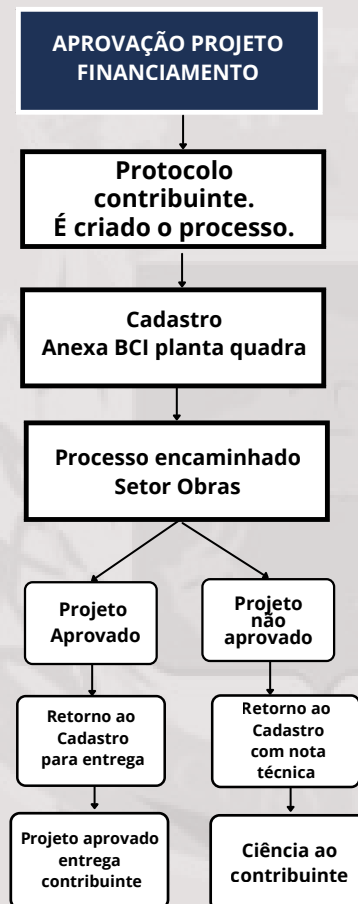 APROVAÇÃO PROJETO
FINANCIAMENTO
Protocolo
contribuinte.
É criado o processo.
Cadastro
Anexa BCI planta quadra
Processo encaminhado
Setor Obras
Projeto
Aprovado
Projeto
não
aprovado
Retorno ao
Cadastro
para entrega
Retorno ao
Cadastro
com nota
técnica
Projeto aprovado
entrega
contribuinte
Ciência ao
contribuinte